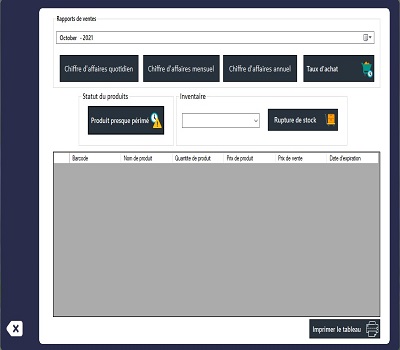 Rapports de ventes
October - 2021
Chiffre d'affaires quotidien Chiffre d'affaires mensuel Chiffre d'affaires annuel Taux d'achat
Statut du produits Inventaire
Produit presque périmé Rupture de stock
Barcode Nom de produit Quantite de produit Prix de produit Prix de vente Date d'expiration
Imprimer le tableau
X